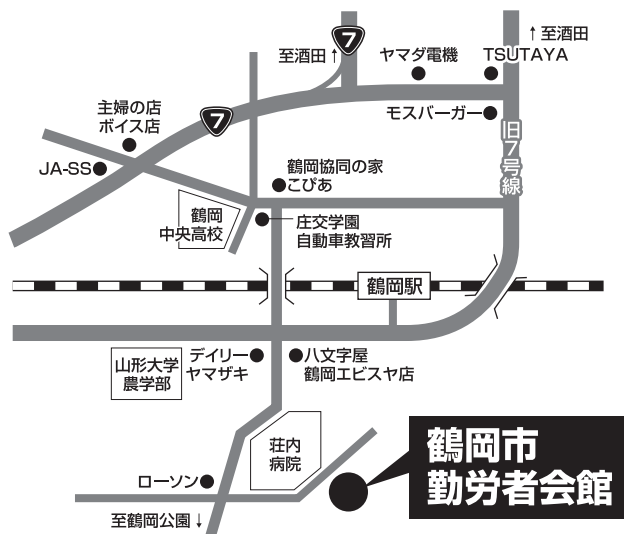 ↑至酒田
7
至酒田↑
ヤマダ電機
TSUTAYA
主婦の店
ボイス店
7
モスバーガー
旧7号線
JA-SS
鶴岡協同の家
こぴあ
鶴岡
中央高校
庄交学園
自動車教習所
鶴岡駅
山形大学
農学部
デイリー
ヤマザキ
八文字屋
鶴岡エビスヤ店
荘内
病院
鶴岡市
勤労者会館
ローソン
至鶴岡公園↓